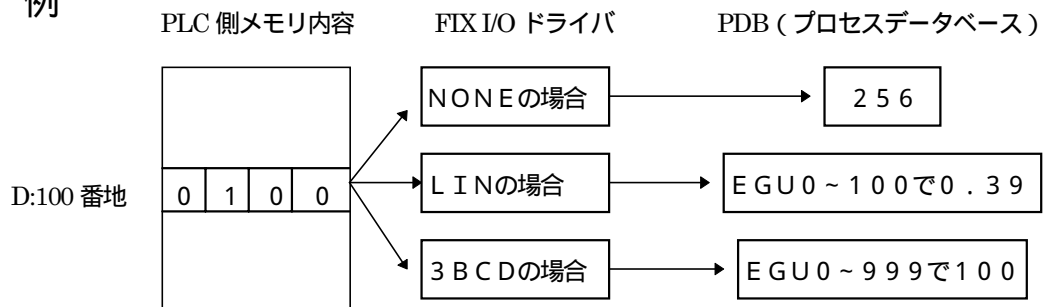 例
PLC 側メモリ内容 FIX I/O ドライバ PDB ( プロセスデータベース )
NONEの場合 256
D:100 番地 0 1 0 0 LINの場合 EGU0~100で0.39
3BCDの場合 EGU0~999で100